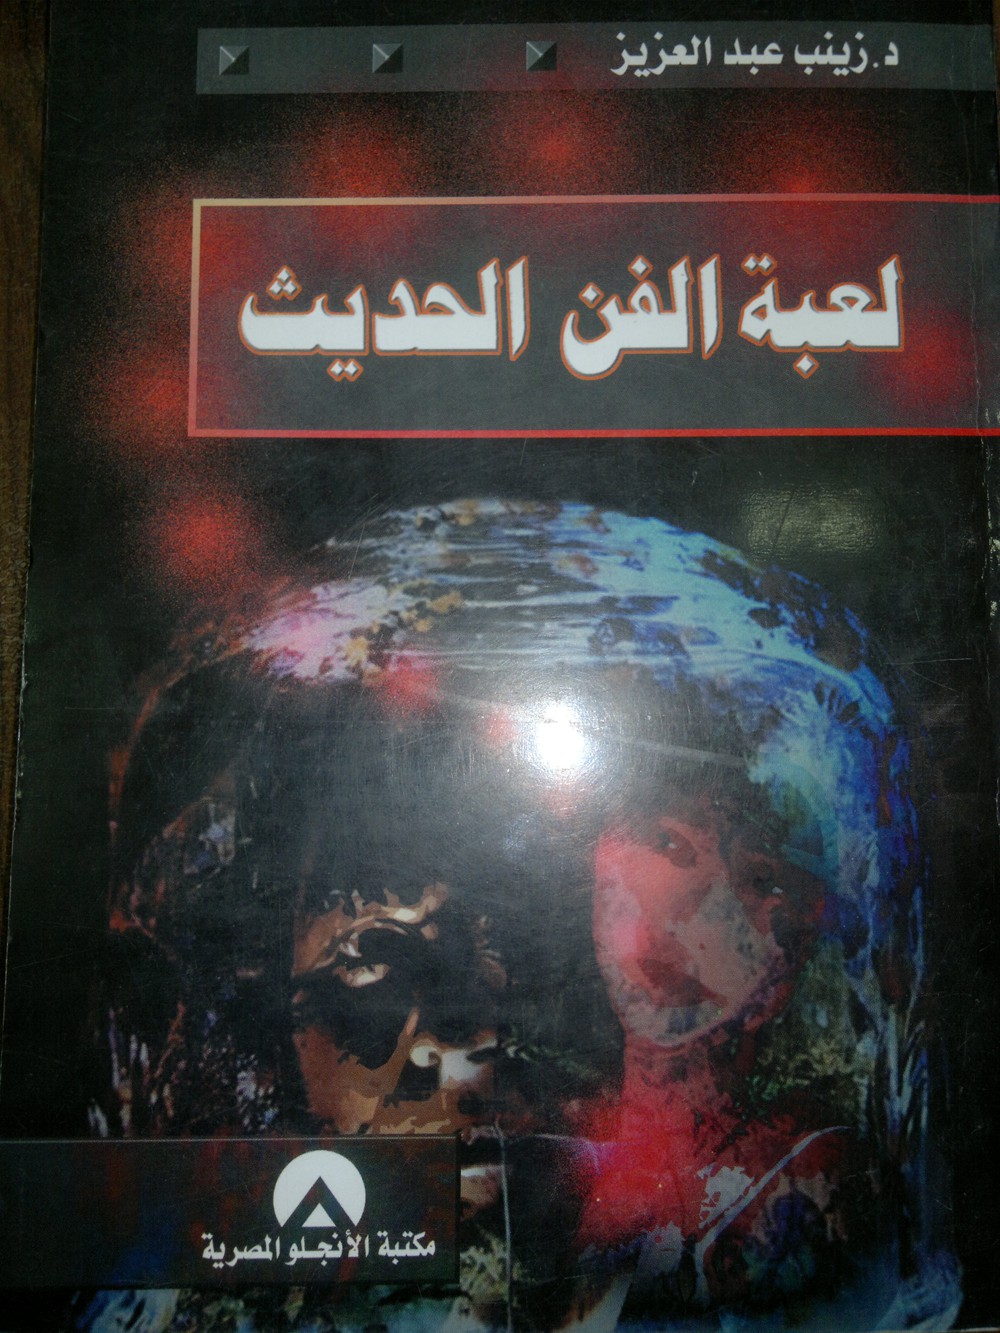 د. زينب عبد العزيز
لعبة الفن الحديث
مكتبة الأنجلو المصرية